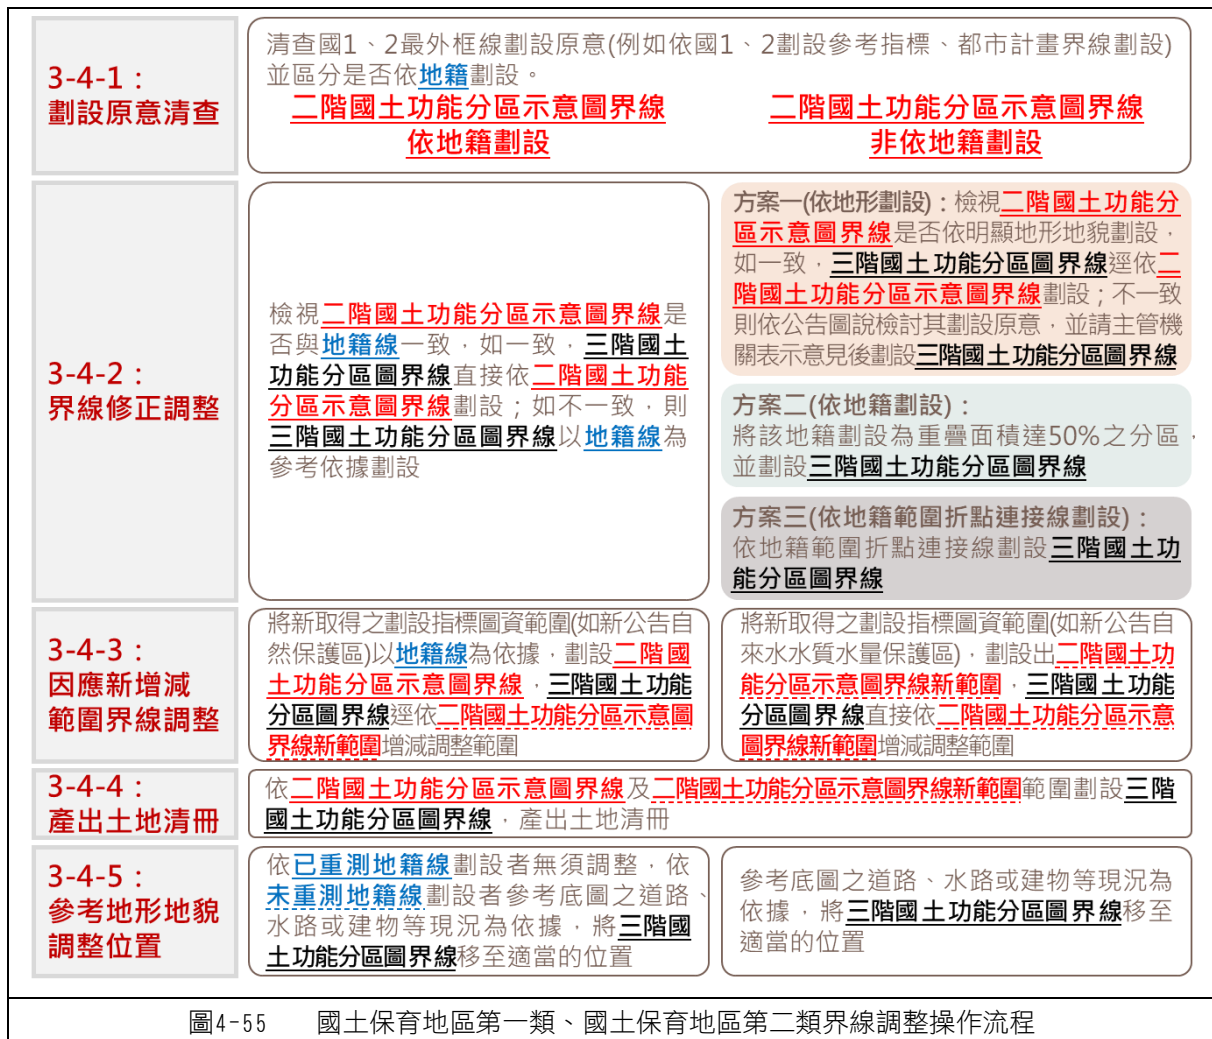 3-4-1：
劃設原意清查
清查國1、2最外框線劃設原意(例如依國1、2劃設參考指標、都市計畫界線劃設)
並區分是否依地籍劃設。
二階國土功能分區示意圖界線
依地籍劃設
二階國土功能分區示意圖界線
非依地籍劃設
3-4-2：
界線修正調整
檢視二階國土功能分區示意圖界線是
否與地籍線一致，如一致，三階國土
功能分區圖界線直接依二階國土功能
分區示意圖界線劃設；如不一致，則
三階國土功能分區圖界線以地籍線為
參考依據劃設
方案一(依地形劃設)：檢視二階國土功能分
區示意圖界線是否依明顯地形地貌劃設，
如一致，三階國土功能分區圖界線逕依二
階國土功能分區示意圖界線劃設；不一致
則依公告圖說檢討其劃設原意，並請主管機
關表示意見後劃設三階國土功能分區圖界線
方案二(依地籍劃設)：
將該地籍劃設為重疊面積達50%之分區，
並劃設三階國土功能分區圖界線
方案三(依地籍範圍折點連接線劃設)：
依地籍範圍折點連接線劃設三階國土功
能分區圖界線
3-4-3：
因應新增減
範圍界線調整
將新取得之劃設指標圖資範圍(如新公告自
然保護區)以地籍線為依據，劃設二階國
土功能分區示意圖界線，三階國土功能
分區圖界線逕依二階國土功能分區示意圖
界線新範圍增減調整範圍
將新取得之劃設指標圖資範圍(如新公告自
來水水質水量保護區)，劃設出二階國土功
能分區示意圖界線新範圍，三階國土功能
分區圖界線直接依二階國土功能分區示意
圖界線新範圍增減調整範圍
3-4-4：
產出土地清冊
依二階國土功能分區示意圖界線及二階國土功能分區示意圖界線新範圍範圍劃設三階
國土功能分區圖界線，產出土地清冊
3-4-5：
參考地形地貌
調整位置
依已重測地籍線劃設者無須調整，依
未重測地籍線劃設者參考底圖之道路、
水路或建物等現況為依據，將三階國
土功能分區圖界線移至適當的位置
參考底圖之道路、水路或建物等現況為
依據，將三階國土功能分區圖界線移至
適當的位置
圖4-55　　國土保育地區第一類、國土保育地區第二類界線調整操作流程